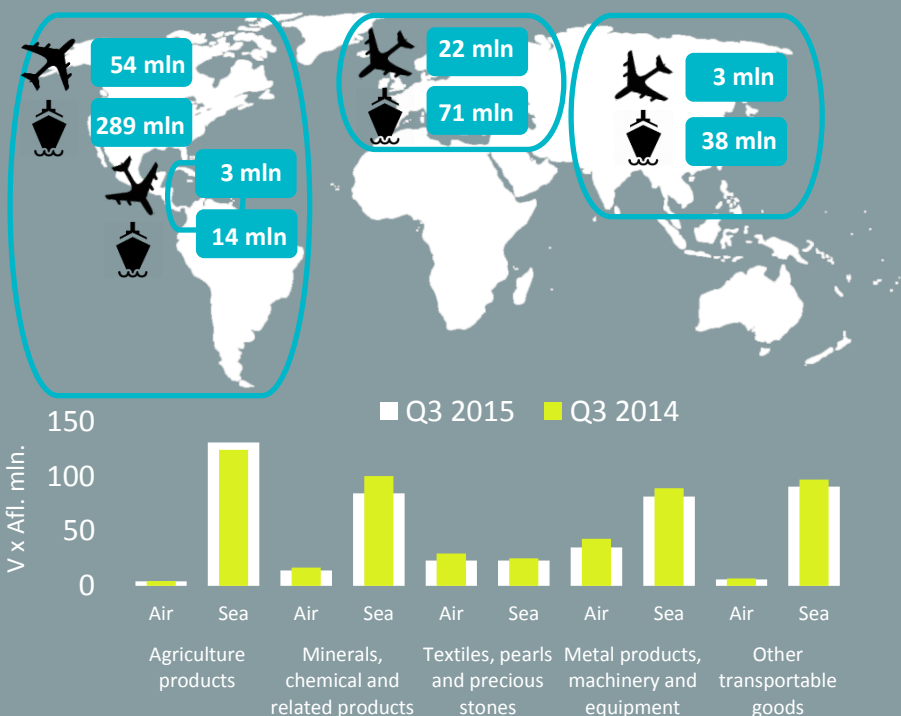 54 mln
289 mln
3 mln
14 mln
22 mln
71 mln
3 mln
38 mln
Q3 2015 Q3 2014
V x Afl. mln.
150
100
50
0
Air Sea Air Sea Air Sea Air Sea Air Sea
Agriculture products
Minerals, chemical and related products
Textiles, pearls and precious stones
Metal products, machinery and equipment
Other transportable goods